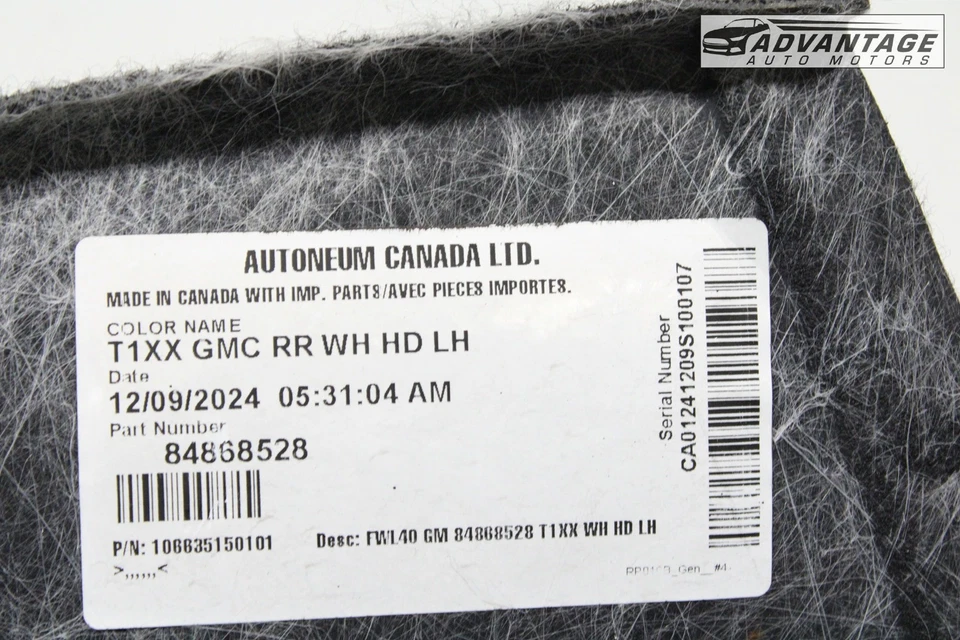 ADVANTAGE
AUTO MOTORS
AUTONEUM CANADA LTD.
MADE IN CANADA WITH IMP. PARTS/AVEC PIECES IMPORTES.
COLOR NAME
T1XX GMC RR WH HD LH
Date
12/09/2024 05:31:04 AM
Part Number
84868528
P/N: 106635150101
Desc: FWL40 GM 84868528 T1XX WH HD LH
>,,,,,,<
Serial Number
CA01241209S100107